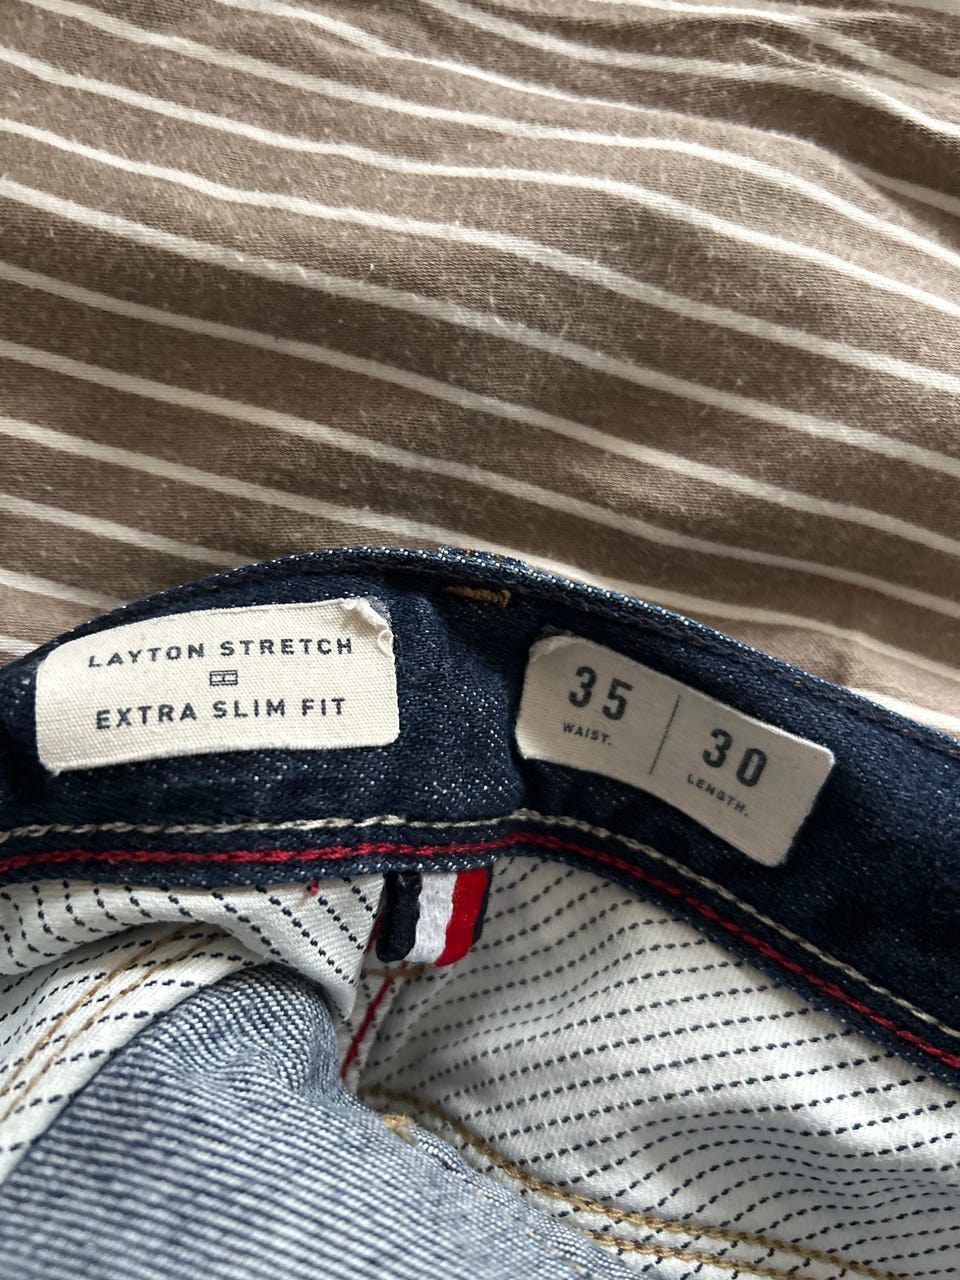 LAYTON STRETCH
EXTRA SLIM FIT
35
WAIST.
30
LENGTH.